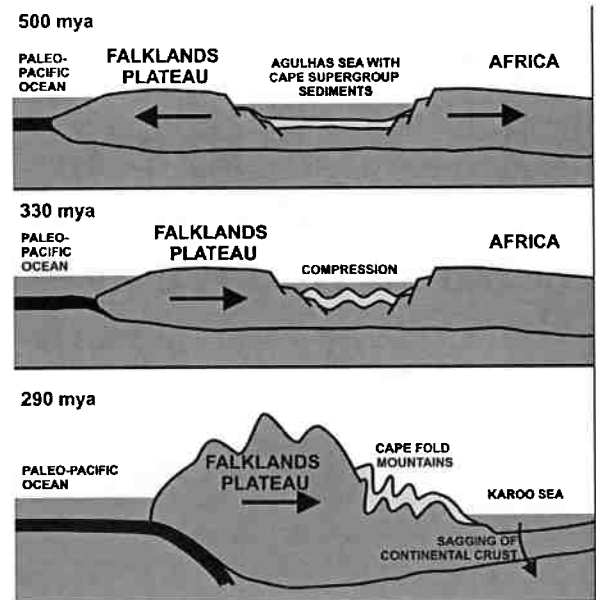 500 mya
PALEO-
PACIFIC
OCEAN
FALKLANDS
PLATEAU
AGULHAS SEA WITH
CAPE SUPERGROUP
SEDIMENTS
AFRICA
330 mya
PALEO-
PACIFIC
OCEAN
FALKLANDS
PLATEAU
COMPRESSION
AFRICA
290 mya
PALEO-PACIFIC
OCEAN
FALKLANDS
PLATEAU
CAPE FOLD
MOUNTAINS
KAROO SEA
SAGGING OF
CONTINENTAL CRUST